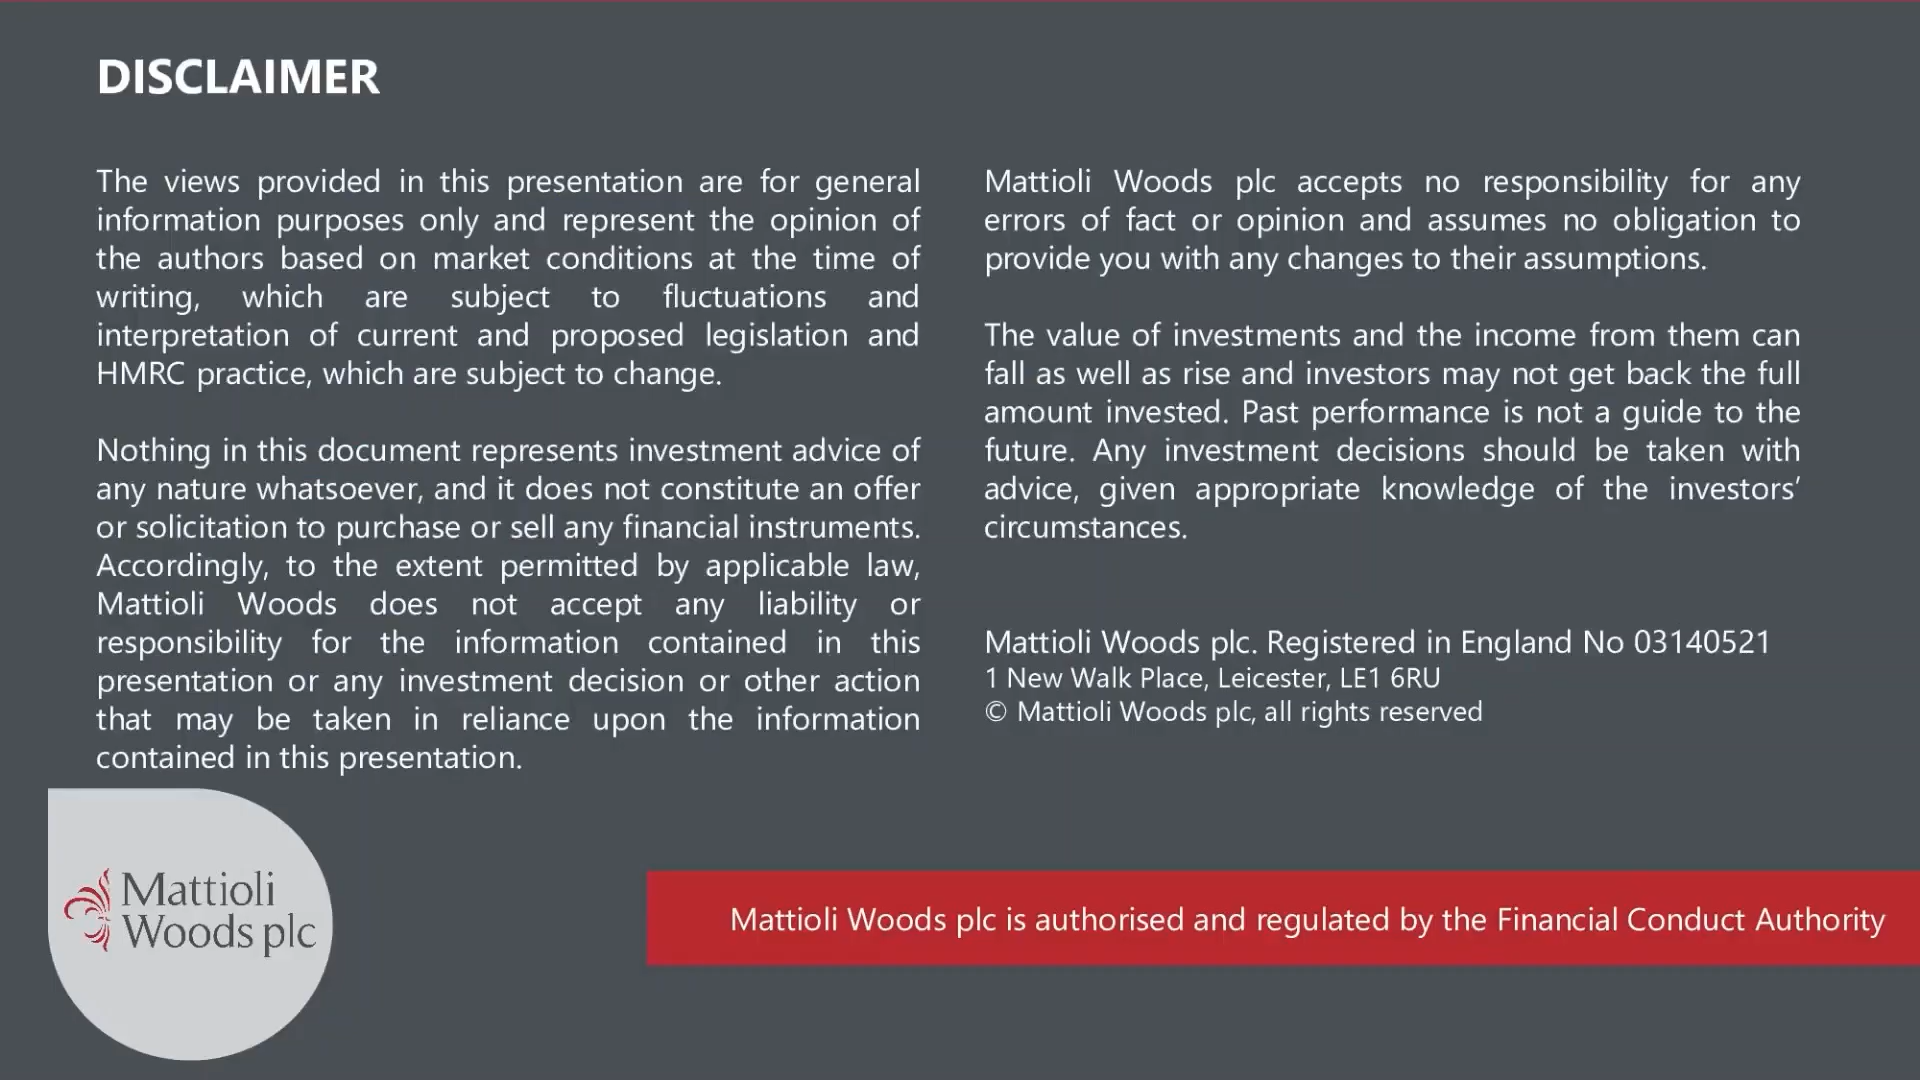 DISCLAIMER
The views provided in this presentation are for general
information purposes only and represent the opinion of
the authors based on market conditions at the time of
writing, which are subject to fluctuations and
interpretation of current and proposed legislation and
HMRC practice, which are subject to change.
Nothing in this document represents investment advice of
any nature whatsoever, and it does not constitute an offer
or solicitation to purchase or sell any financial instruments.
Accordingly, to the extent permitted by applicable law,
Mattioli Woods does not accept any liability or
responsibility for the information contained in this
presentation or any investment decision or other action
that may be taken in reliance upon the information
contained in this presentation.
Mattioli Woods plc accepts no responsibility for any
errors of fact or opinion and assumes no obligation to
provide you with any changes to their assumptions.
The value of investments and the income from them can
fall as well as rise and investors may not get back the full
amount invested. Past performance is not a guide to the
future. Any investment decisions should be taken with
advice, given appropriate knowledge of the investors’
circumstances.
Mattioli Woods plc. Registered in England No 03140521
1 New Walk Place, Leicester, LE1 6RU
© Mattioli Woods plc, all rights reserved
Mattioli
Woods plc
Mattioli Woods plc is authorised and regulated by the Financial Conduct Authority